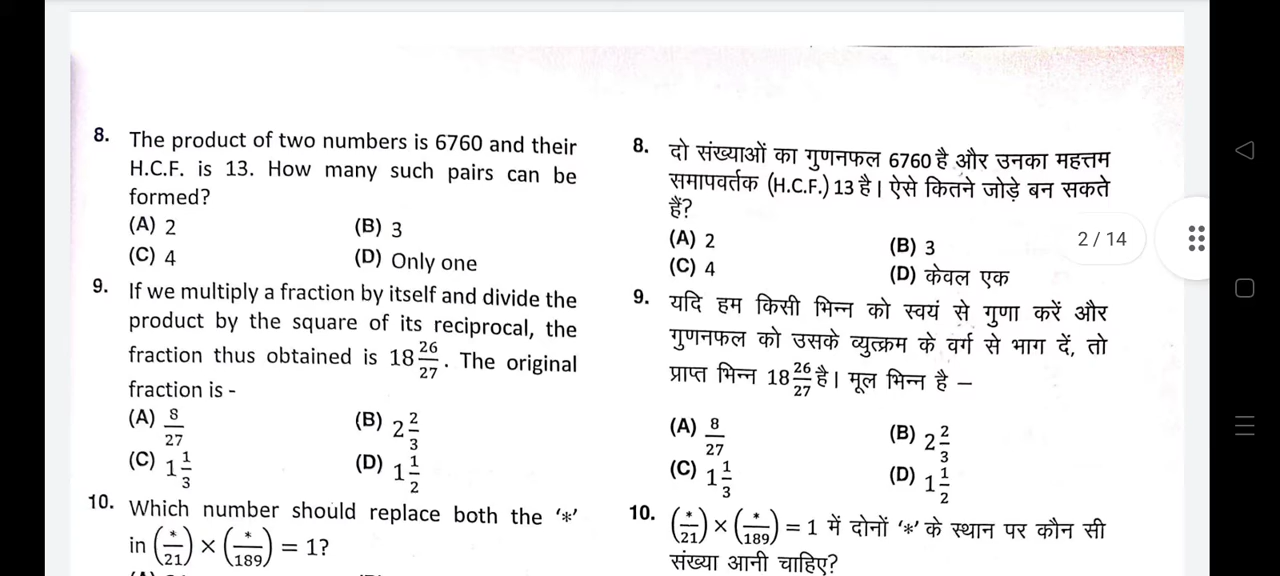 8. The product of two numbers is 6760 and their
H.C.F. is 13. How many such pairs can be
formed?
(A) 2 (B) 3
(C) 4 (D) Only one
9. If we multiply a fraction by itself and divide the
product by the square of its reciprocal, the
fraction thus obtained is 18 26/27. The original
fraction is -
(A) 8/27 (B) 2 2/3
(C) 1 1/3 (D) 1 1/2
10. Which number should replace both the ‘*’
in (*/21) × (*/189) = 1?
8. दो संख्याओं का गुणनफल 6760 है और उनका महत्तम
समापवर्तक (H.C.F.) 13 है। ऐसे कितने जोड़े बन सकते
हैं?
(A) 2 (B) 3
(C) 4 (D) केवल एक
9. यदि हम किसी भिन्न को स्वयं से गुणा करें और
गुणनफल को उसके व्युत्क्रम के वर्ग से भाग दें, तो
प्राप्त भिन्न 18 26/27 है। मूल भिन्न है –
(A) 8/27 (B) 2 2/3
(C) 1 1/3 (D) 1 1/2
10. (*/21) × (*/189) = 1 में दोनों ‘*’ के स्थान पर कौन सी
संख्या आनी चाहिए?
2 / 14